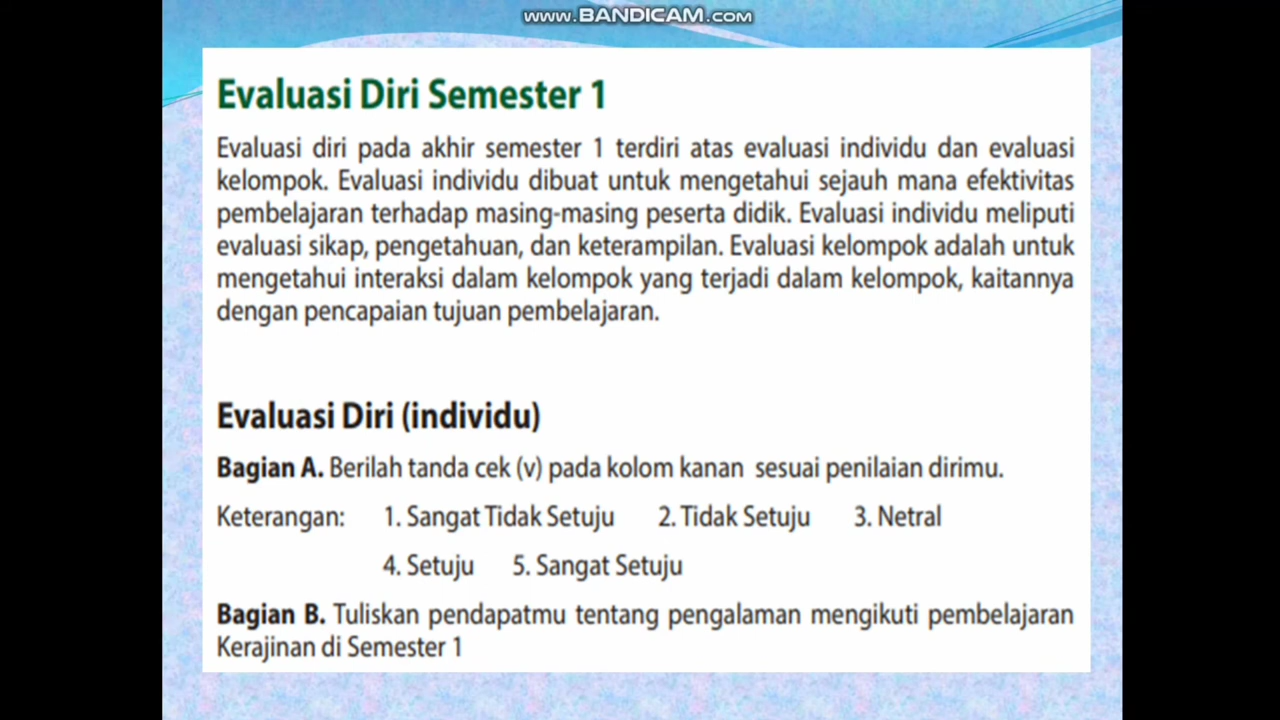 www.BANDICAM.com
Evaluasi Diri Semester 1
Evaluasi diri pada akhir semester 1 terdiri atas evaluasi individu dan evaluasi
kelompok. Evaluasi individu dibuat untuk mengetahui sejauh mana efektivitas
pembelajaran terhadap masing-masing peserta didik. Evaluasi individu meliputi
evaluasi sikap, pengetahuan, dan keterampilan. Evaluasi kelompok adalah untuk
mengetahui interaksi dalam kelompok yang terjadi dalam kelompok, kaitannya
dengan pencapaian tujuan pembelajaran.
Evaluasi Diri (individu)
Bagian A. Berilah tanda cek (v) pada kolom kanan sesuai penilaian dirimu.
Keterangan: 1. Sangat Tidak Setuju 2. Tidak Setuju 3. Netral
4. Setuju 5. Sangat Setuju
Bagian B. Tuliskan pendapatmu tentang pengalaman mengikuti pembelajaran
Kerajinan di Semester 1